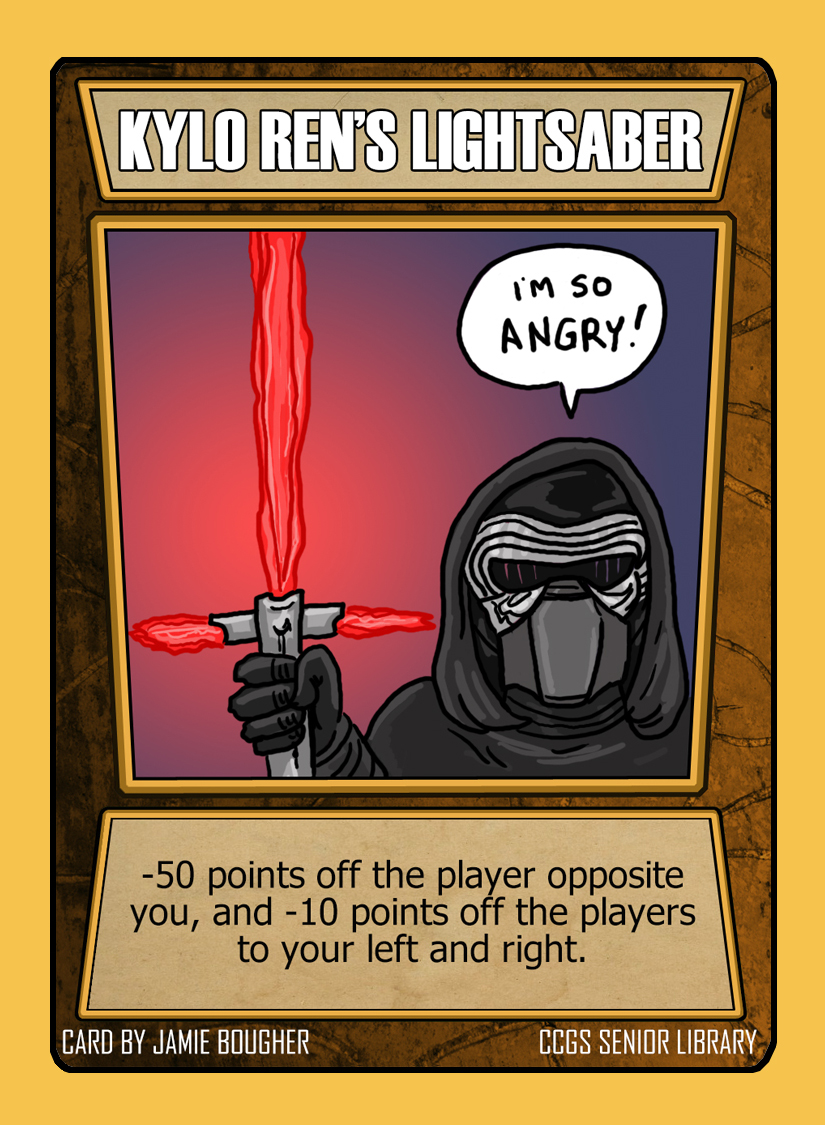 KYLO REN'S LIGHTSABER
I'M SO
ANGRY!
-50 points off the player opposite
you, and -10 points off the players
to your left and right.
CARD BY JAMIE BOUGHER
CCGS SENIOR LIBRARY